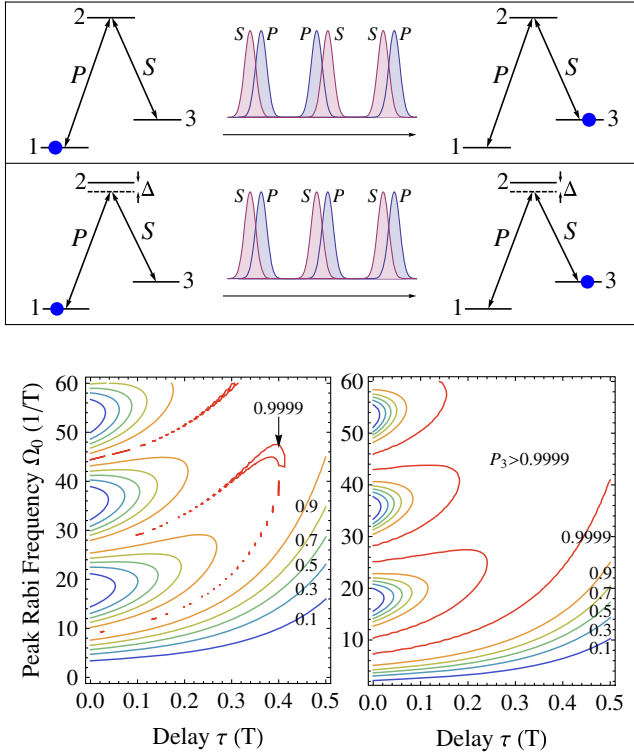 2
P S
1 3
S P P S S P
2
P S
1 3
2 Δ
P S
1 3
S P S P S P
2 Δ
P S
1 3
Peak Rabi Frequency Ω₀ (1/T)
60
50
40
30
20
10
0
0.9999
0.9
0.7
0.5
0.3
0.1
0.0 0.1 0.2 0.3 0.4 0.5
Delay τ (T)
60
50
40
30
20
10
P₃>0.9999
0.9999
0.9
0.7
0.5
0.3
0.1
0.0 0.1 0.2 0.3 0.4 0.5
Delay τ (T)